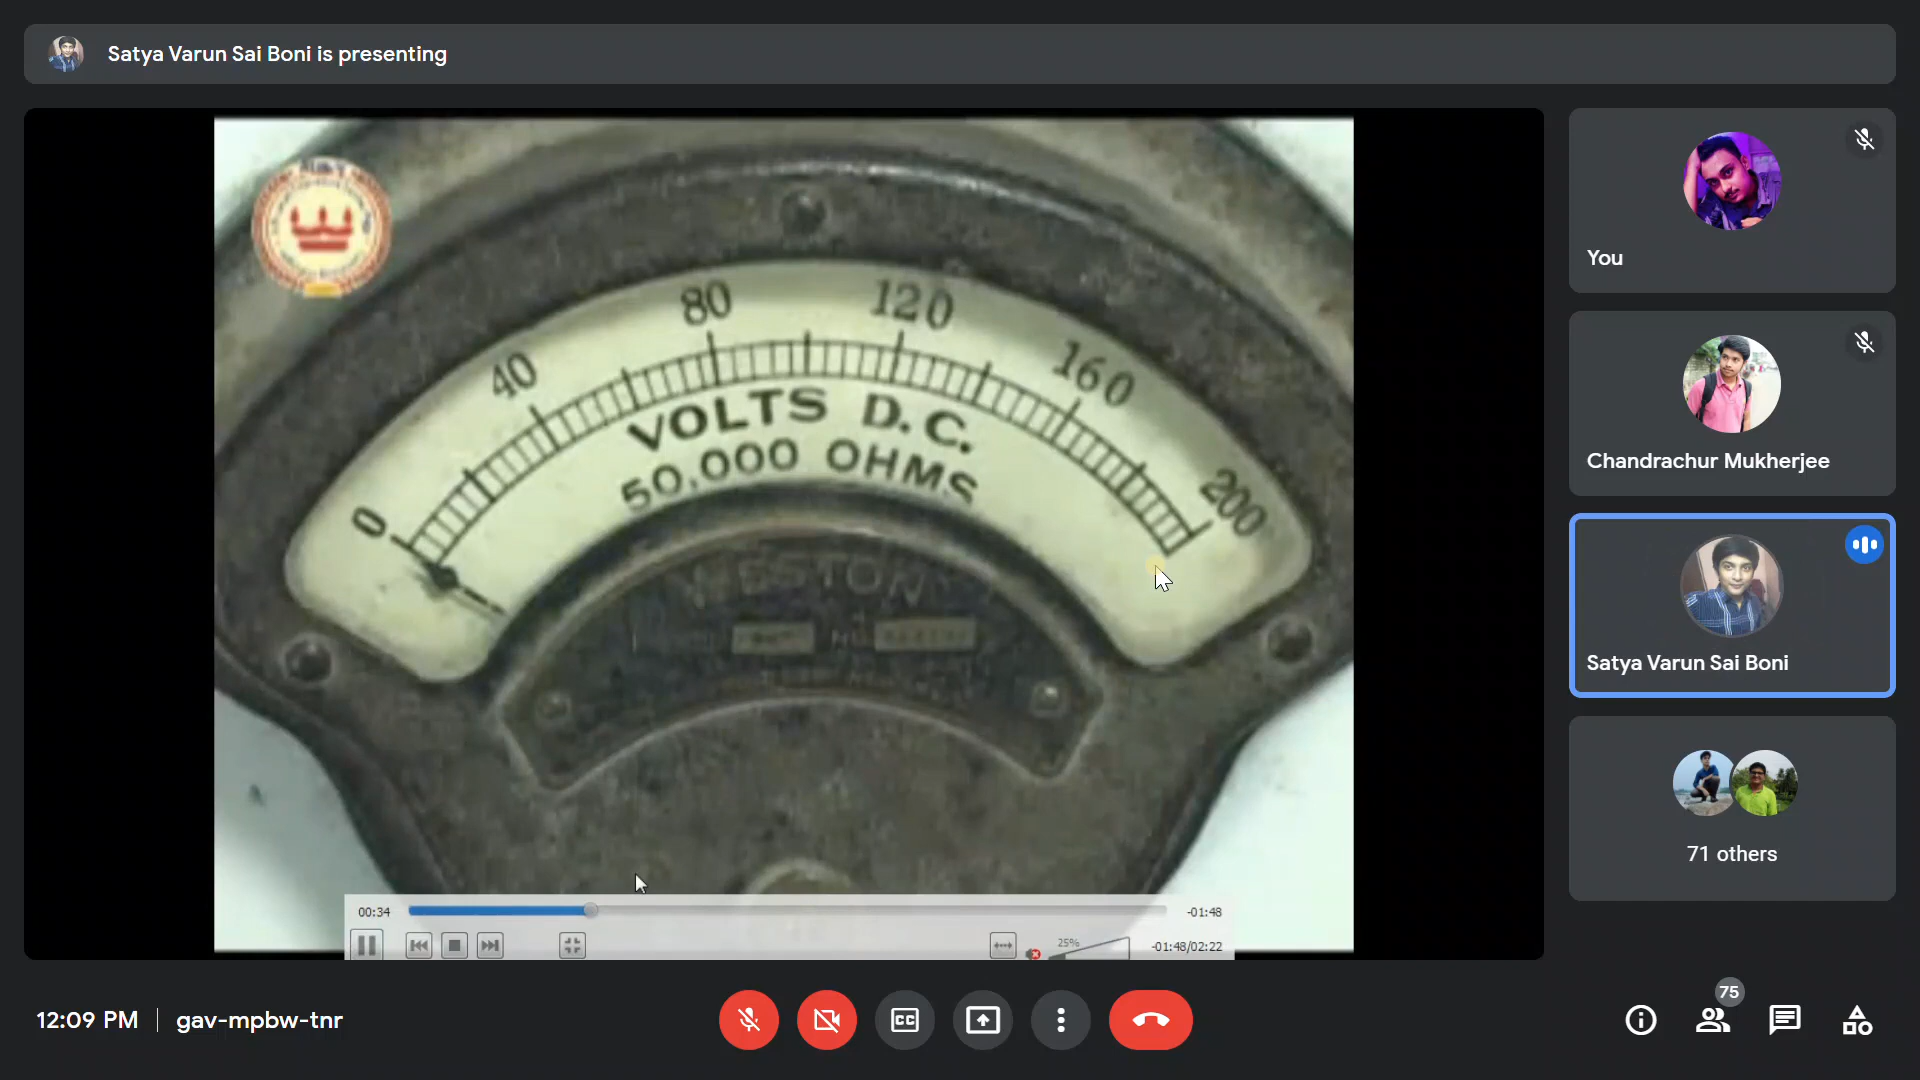 Satya Varun Sai Boni is presenting
You
Chandrachur Mukherjee
Satya Varun Sai Boni
71 others
0 40 80 120 160 200
VOLTS D.C.
50,000 OHMS
WESTON
00:34
-01:48
25%
-01:48/02:22
12:09 PM | gav-mpbw-tnr
CC
75